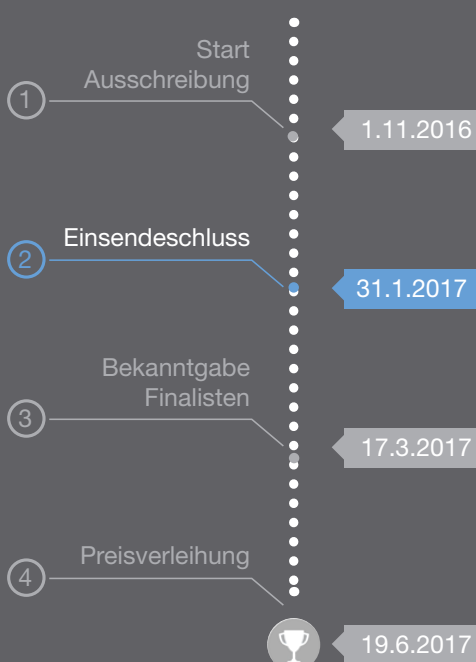 Start
Ausschreibung
1
1.11.2016
Einsendeschluss
2
31.1.2017
Bekanntgabe
Finalisten
3
17.3.2017
Preisverleihung
4
19.6.2017